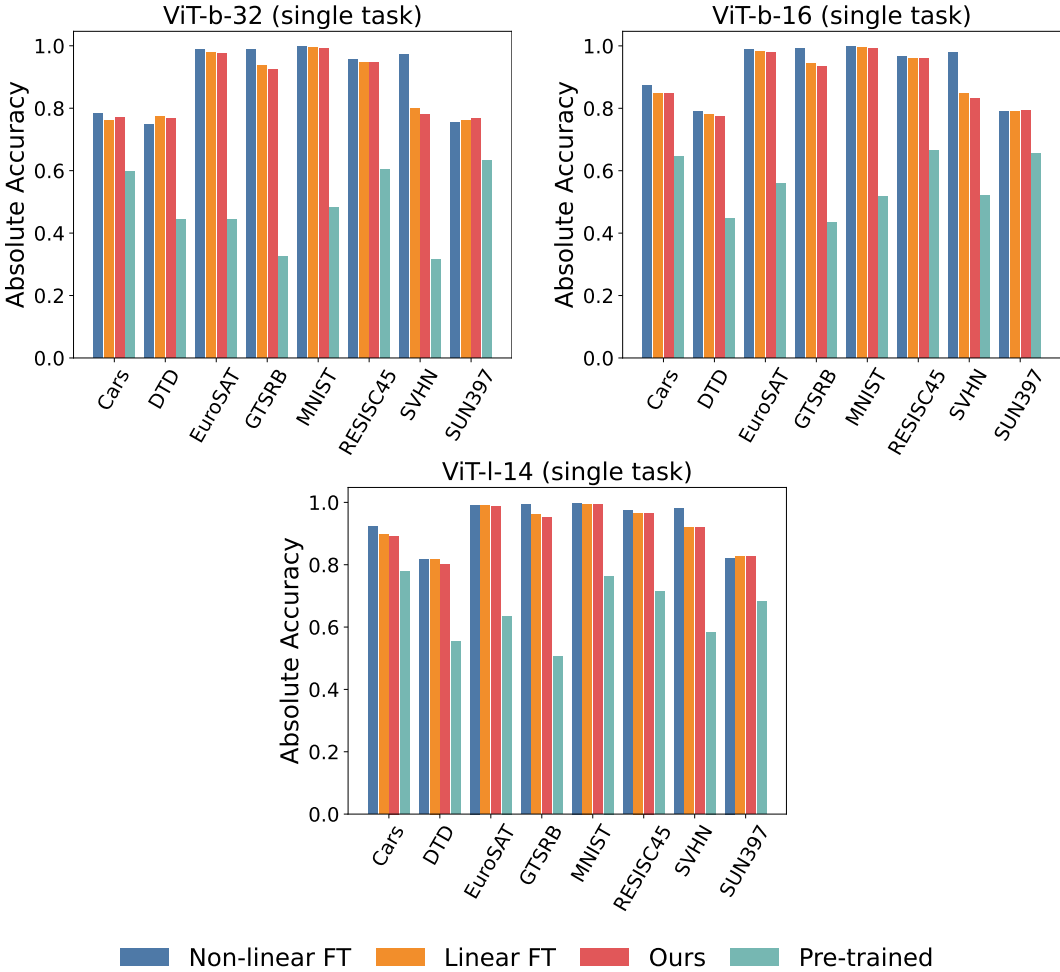 ViT-b-32 (single task)
Absolute Accuracy
1.0
0.8
0.6
0.4
0.2
0.0
Cars
DTD
EuroSAT
GTSRB
MNIST
RESISC45
SVHN
SUN397
ViT-b-16 (single task)
Absolute Accuracy
1.0
0.8
0.6
0.4
0.2
0.0
Cars
DTD
EuroSAT
GTSRB
MNIST
RESISC45
SVHN
SUN397
ViT-l-14 (single task)
Absolute Accuracy
1.0
0.8
0.6
0.4
0.2
0.0
Cars
DTD
EuroSAT
GTSRB
MNIST
RESISC45
SVHN
SUN397
Non-linear FT Linear FT Ours Pre-trained